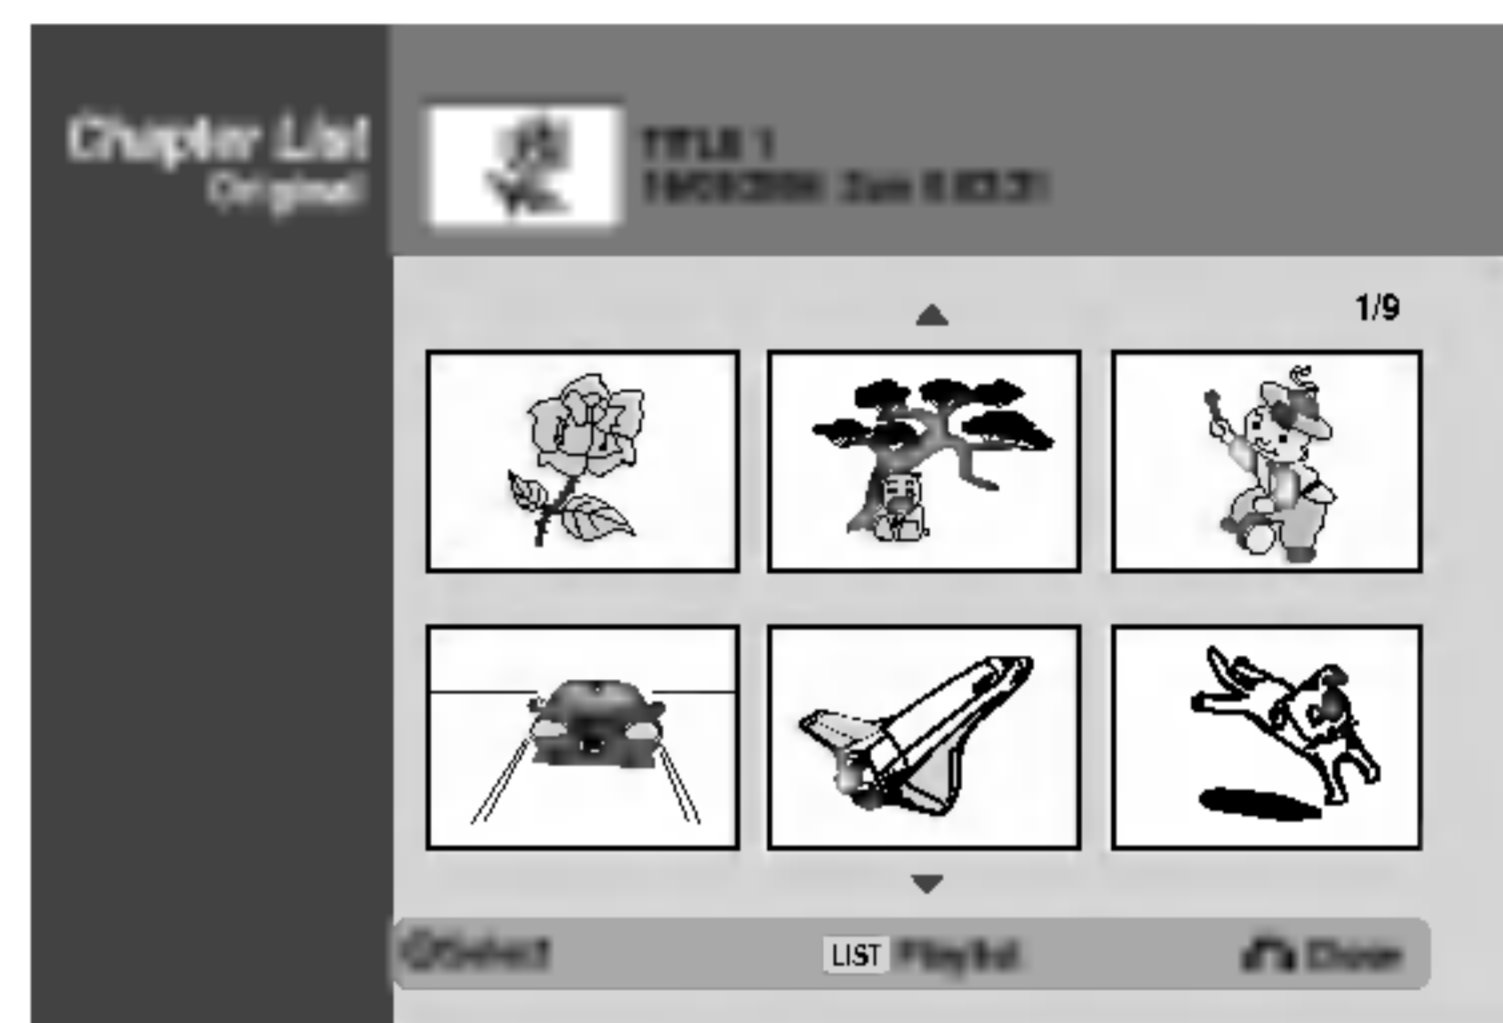 Chapter List
Original
TITLE 1
1/9
Select LIST Playlist Close